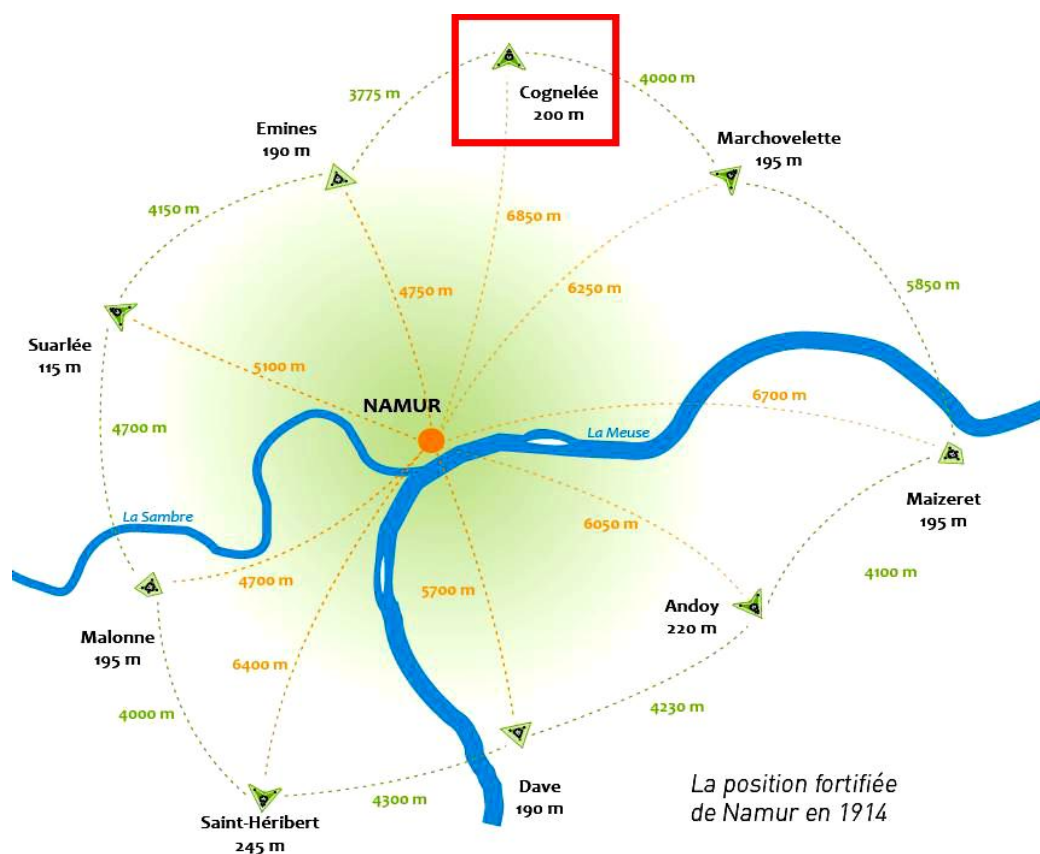 Cognelée
200 m
3775 m
4000 m
Emines
190 m
Marchovelette
195 m
4150 m
6850 m
4750 m
6250 m
5850 m
Suarlée
115 m
5100 m
NAMUR
6700 m
4700 m
La Meuse
Maizeret
195 m
La Sambre
6050 m
4700 m
5700 m
4100 m
Andoy
220 m
Malonne
195 m
6400 m
4000 m
4230 m
Dave
190 m
4300 m
Saint-Héribert
245 m
La position fortifiée
de Namur en 1914